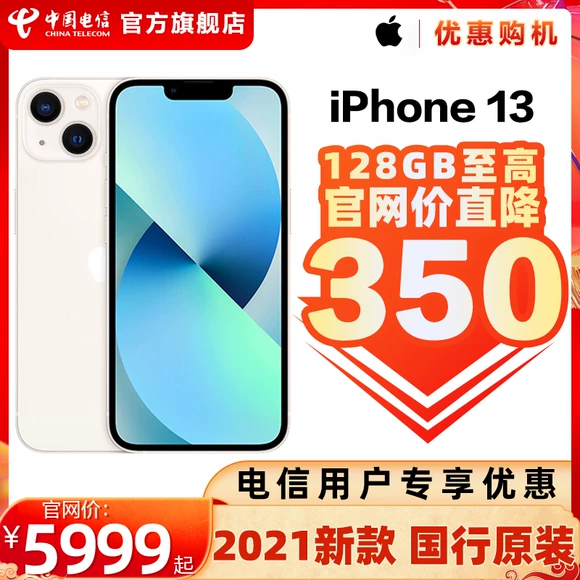 中国电信 官方旗舰店
CHINA TELECOM
优惠购机
iPhone 13
128GB至高
官网价直降
350
电信用户专享优惠
官网价：
¥5999起
2021新款 国行原装